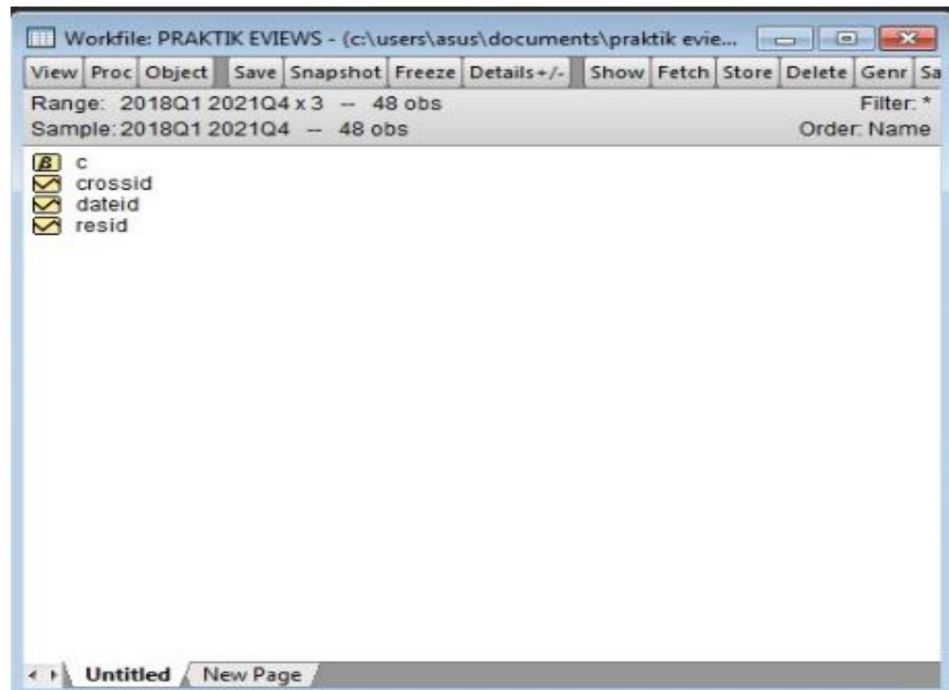 Workfile: PRAKTIK EVIEWS - (c:\users\asus\documents\praktik evie...
View Proc Object Save Snapshot Freeze Details+/- Show Fetch Store Delete Genr Sa
Range: 2018Q1 2021Q4 x 3 -- 48 obs Filter: *
Sample: 2018Q1 2021Q4 -- 48 obs Order: Name
β c
crossid
dateid
resid
Untitled New Page